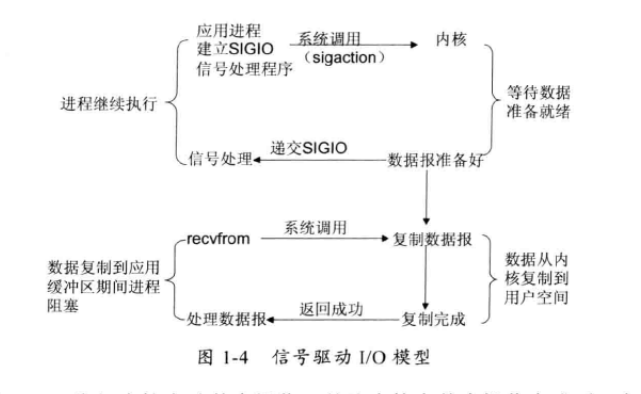 应用进程
建立SIGIO
信号处理程序
系统调用
（sigaction）
内核
进程继续执行
等待数据
准备就绪
信号处理
递交SIGIO
数据报准备好
recvfrom
系统调用
复制数据报
数据复制到应用
缓冲区期间进程
阻塞
数据从内
核复制到
用户空间
处理数据报
返回成功
复制完成
图 1-4 信号驱动 I/O 模型